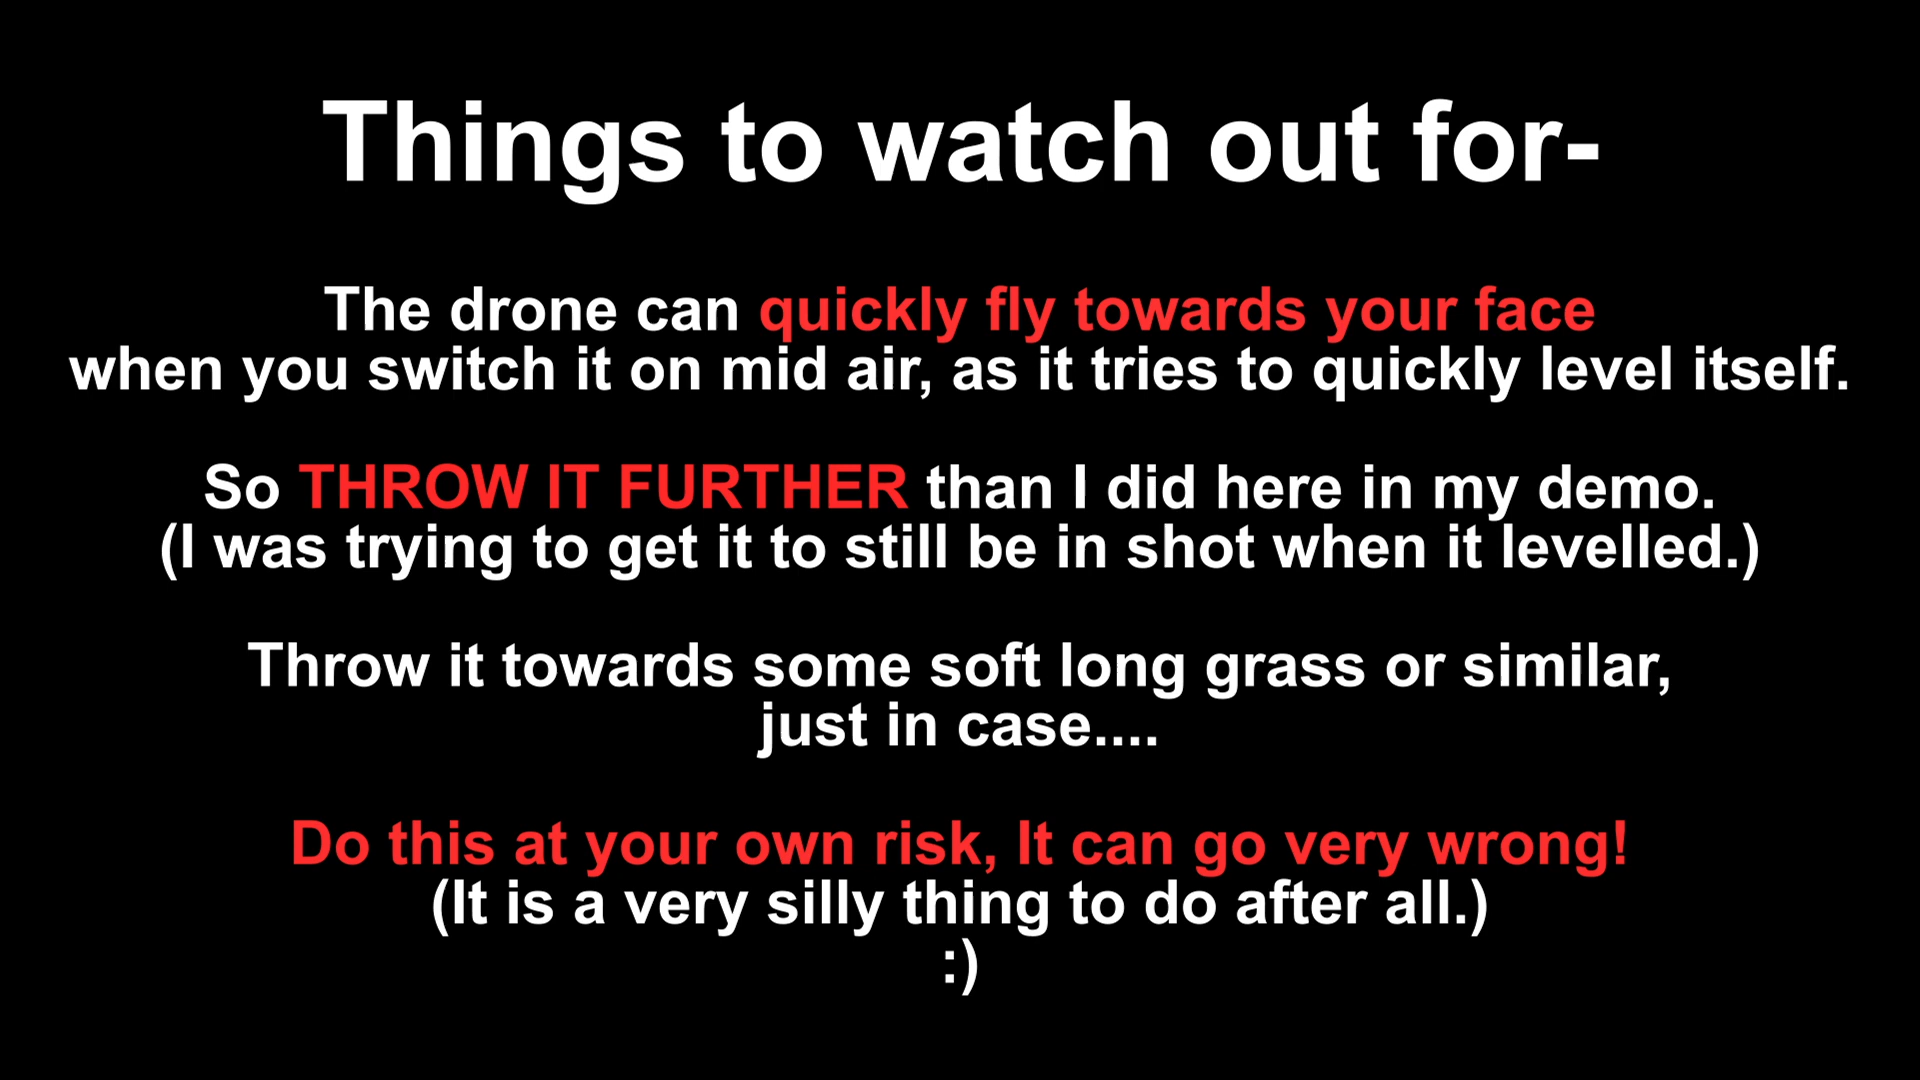 Things to watch out for-
The drone can quickly fly towards your face
when you switch it on mid air, as it tries to quickly level itself.
So THROW IT FURTHER than I did here in my demo.
(I was trying to get it to still be in shot when it levelled.)
Throw it towards some soft long grass or similar,
just in case....
Do this at your own risk, It can go very wrong!
(It is a very silly thing to do after all.)
:)